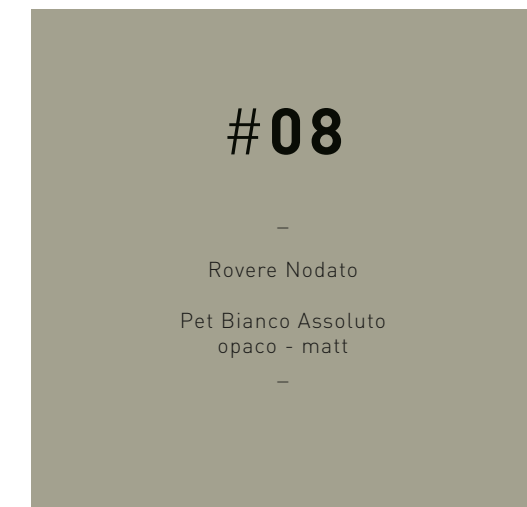 #08
–
Rovere Nodato
Pet Bianco Assoluto
opaco - matt
–